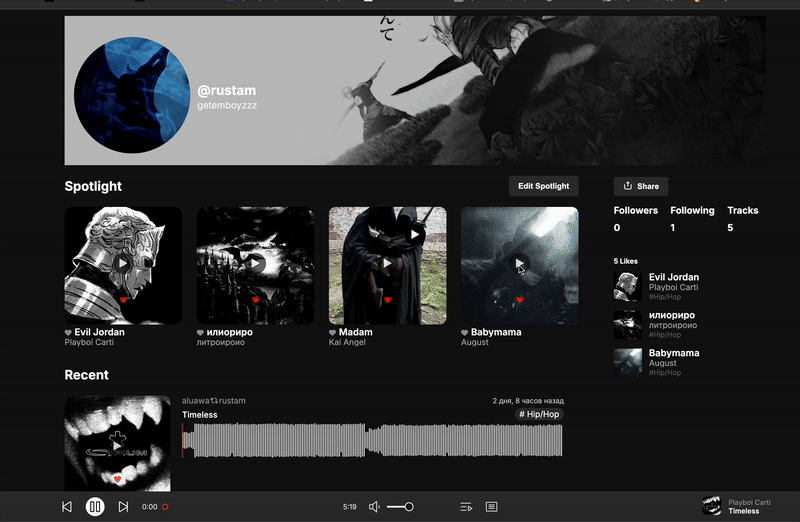 んて
@rustam
getemboyzzz
Spotlight
Edit Spotlight
Share
Followers
Following
Tracks
0
1
5
Evil Jordan
Playboi Carti
илиориро
литроироио
Madam
Kai Angel
Babymama
August
5 Likes
Evil Jordan
Playboi Carti
#Hip/Hop
илиориро
литроироио
#Hip/Hop
Babymama
August
#Hip/Hop
Recent
aluawa rustam
2 дня, 8 часов назад
Timeless
# Hip/Hop
0:00
5:19
Playboi Carti
Timeless